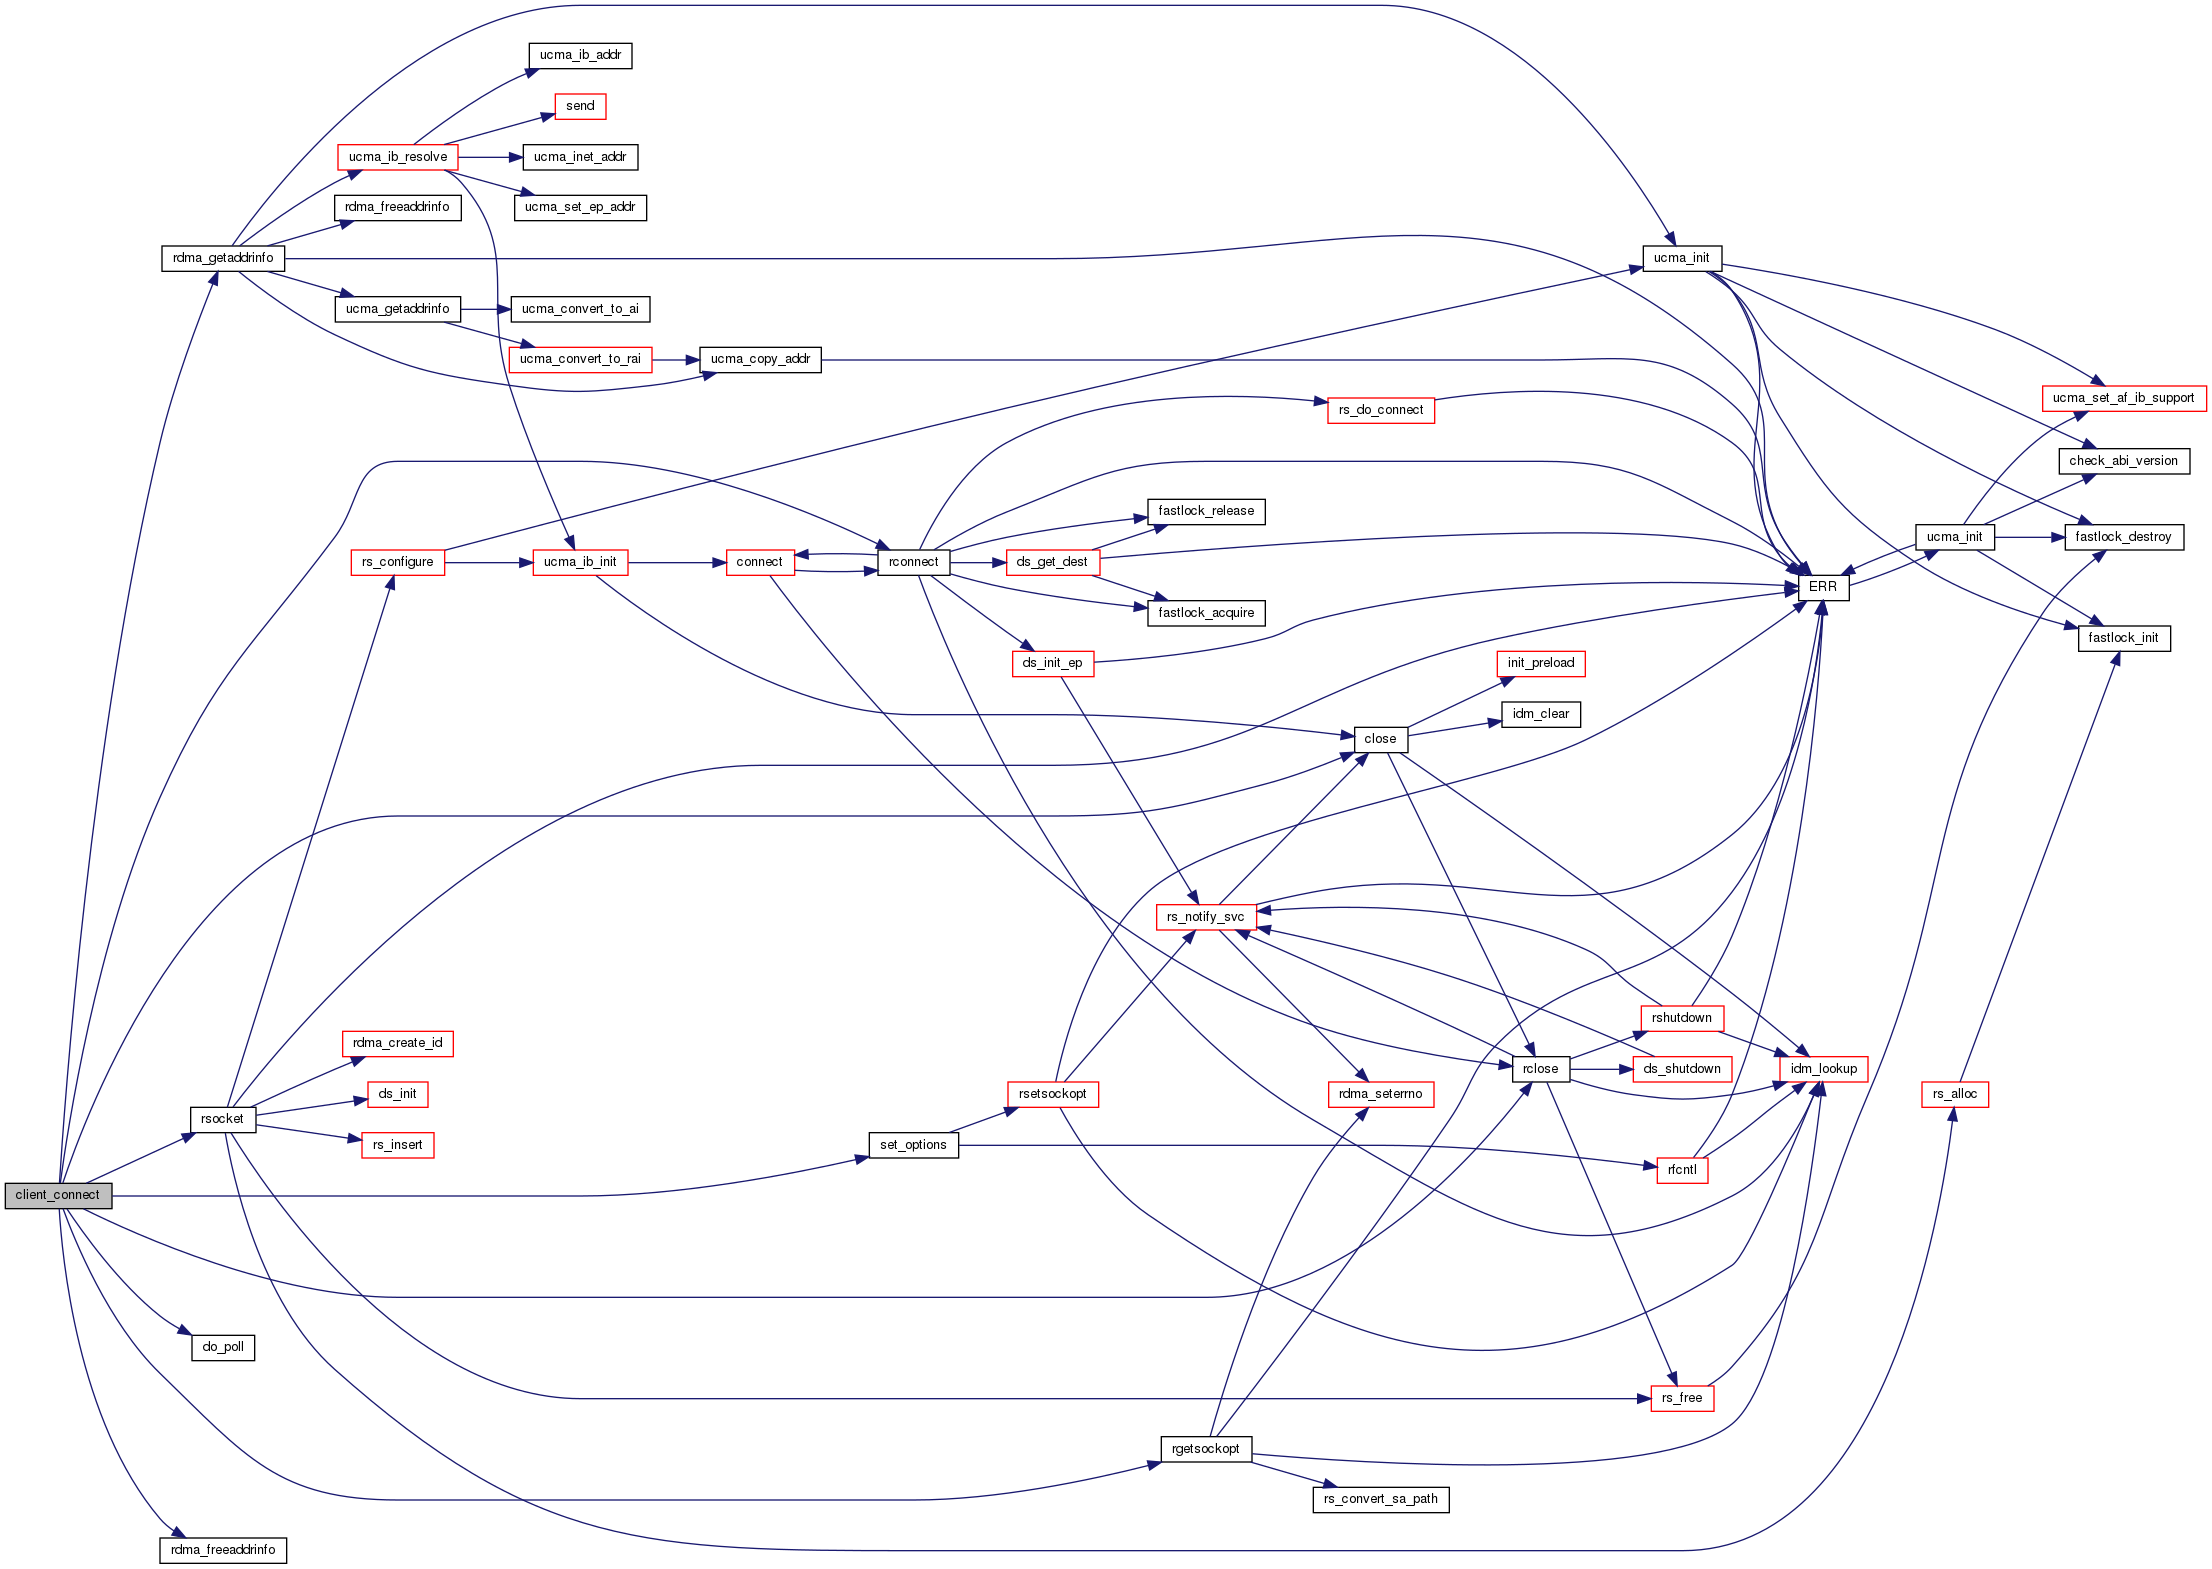 ucma_ib_addr
send
ucma_ib_resolve
ucma_inet_addr
rdma_freeaddrinfo
ucma_set_ep_addr
rdma_getaddrinfo
ucma_init
ucma_getaddrinfo
ucma_convert_to_ai
ucma_convert_to_rai
ucma_copy_addr
ucma_set_af_ib_support
rs_do_connect
check_abi_version
fastlock_release
ucma_init
fastlock_destroy
rs_configure
ucma_ib_init
connect
rconnect
ds_get_dest
ERR
fastlock_acquire
fastlock_init
ds_init_ep
init_preload
idm_clear
close
rs_notify_svc
rshutdown
rdma_create_id
rclose
ds_shutdown
idm_lookup
ds_init
rsetsockopt
rdma_seterrno
rs_alloc
rsocket
rs_insert
set_options
rfcntl
client_connect
do_poll
rs_free
rgetsockopt
rs_convert_sa_path
rdma_freeaddrinfo